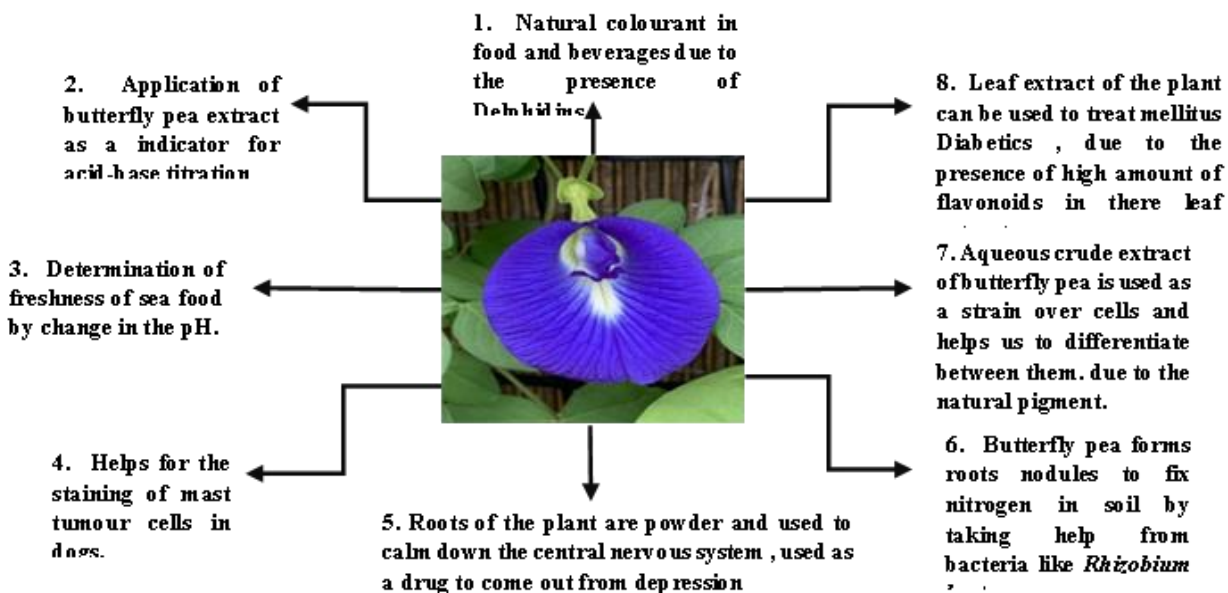 1. Natural colourant in
food and beverages due to
the presence of
Delphidins
2. Application of
butterfly pea extract
as a indicator for
acid-base titration
3. Determination of
freshness of sea food
by change in the pH.
4. Helps for the
staining of mast
tumour cells in
dogs.
5. Roots of the plant are powder and used to
calm down the central nervous system , used as
a drug to come out from depression
6. Butterfly pea forms
roots nodules to fix
nitrogen in soil by
taking help from
bacteria like Rhizobium
7. Aqueous crude extract
of butterfly pea is used as
a strain over cells and
helps us to differentiate
between them. due to the
natural pigment.
8. Leaf extract of the plant
can be used to treat mellitus
Diabetics , due to the
presence of high amount of
flavonoids in there leaf